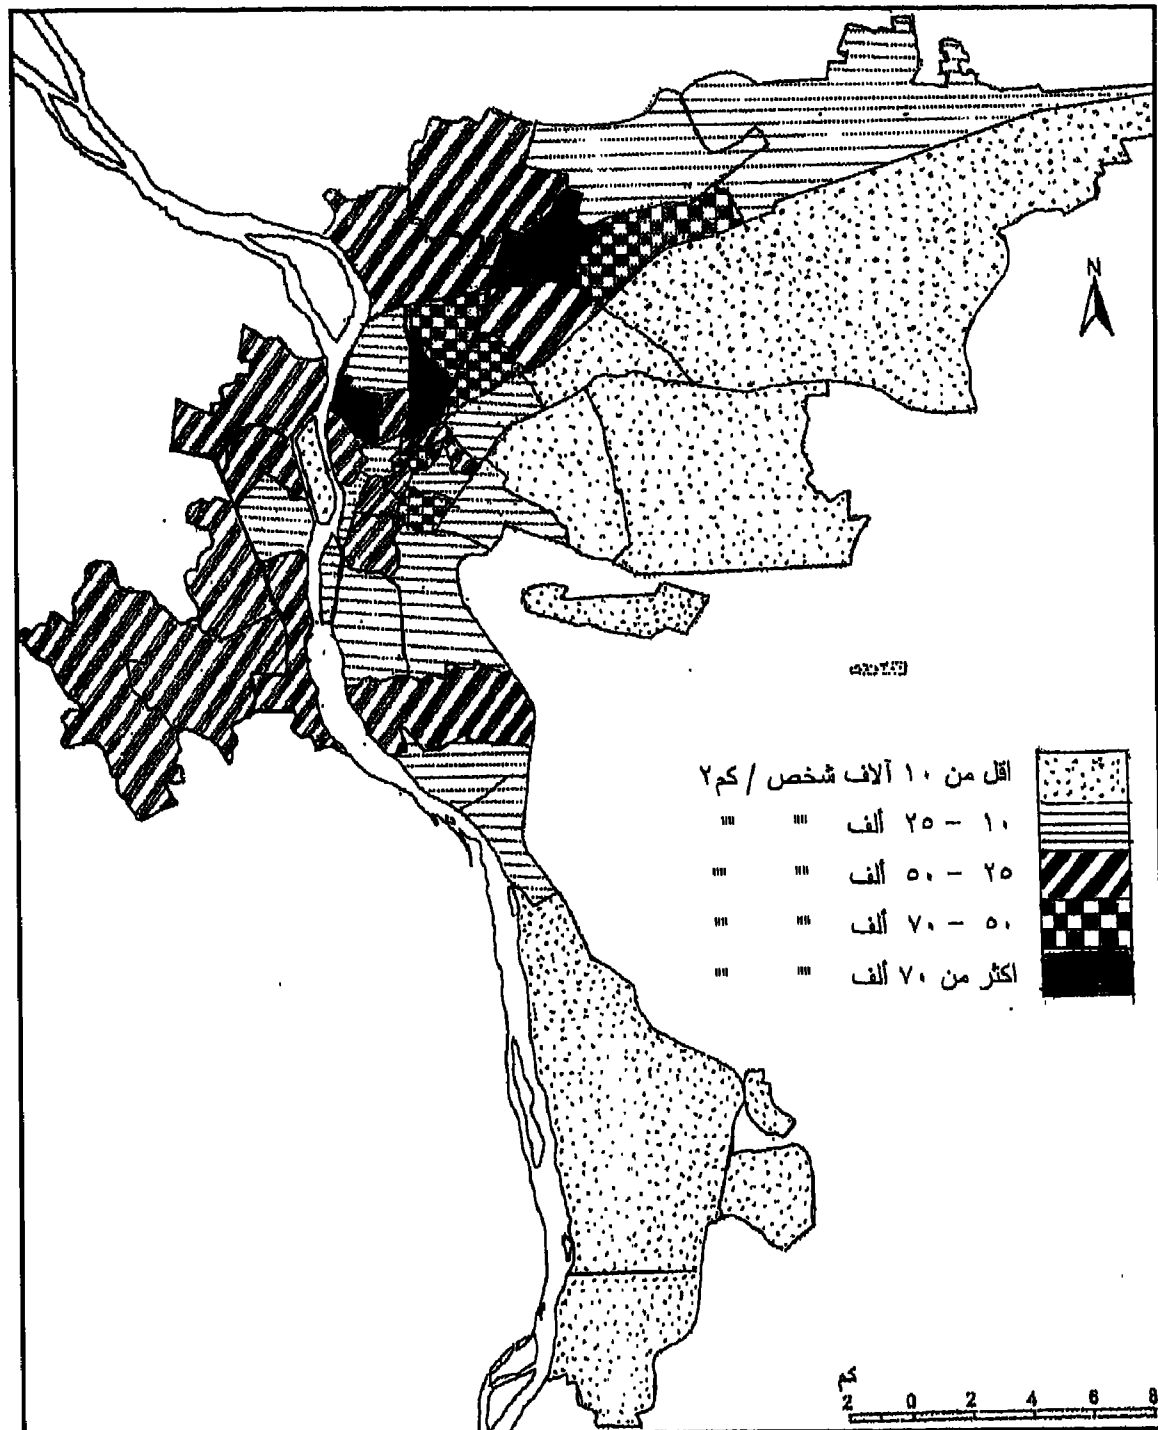 N
اقل من ١٠ آلاف شخص / كم٢
١٠ - ٢٥ ألف " "
٢٥ - ٥٠ ألف " "
٥٠ - ٧٠ ألف " "
اكثر من ٧٠ ألف " "
كم
2 0 2 4 6 8